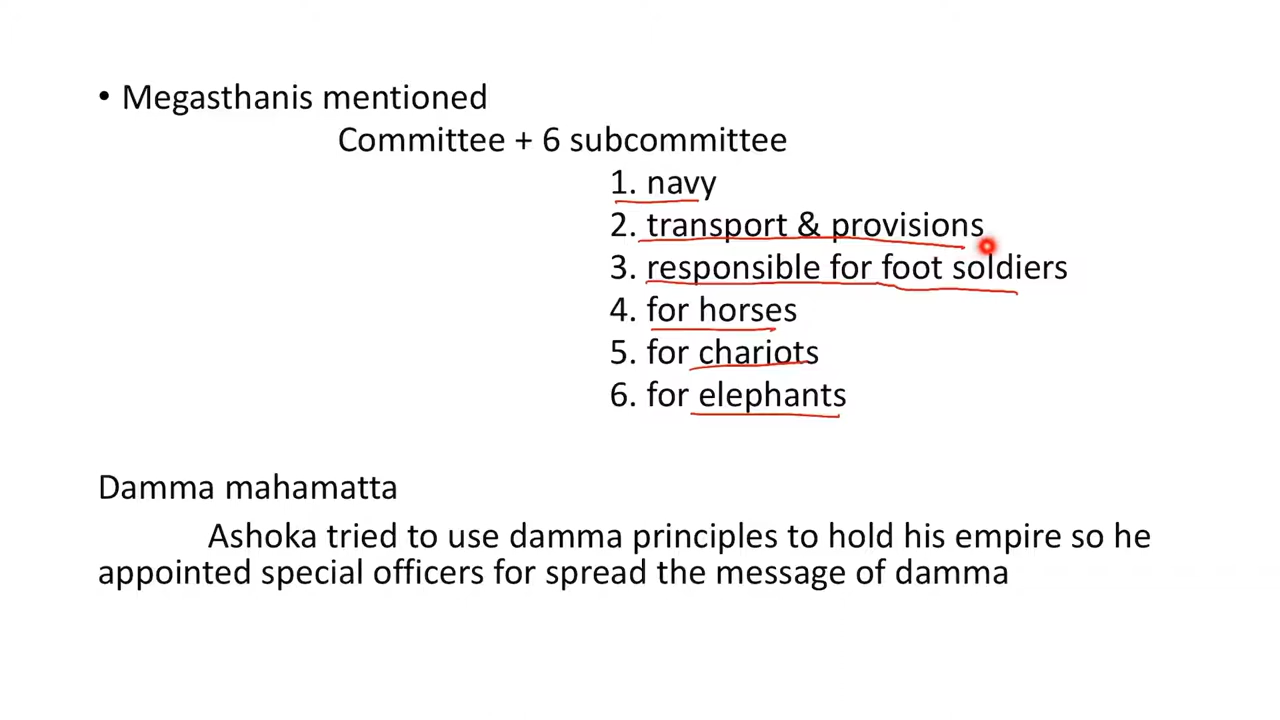 • Megasthanis mentioned
Committee + 6 subcommittee
1. navy
2. transport & provisions
3. responsible for foot soldiers
4. for horses
5. for chariots
6. for elephants
Damma mahamatta
Ashoka tried to use damma principles to hold his empire so he
appointed special officers for spread the message of damma